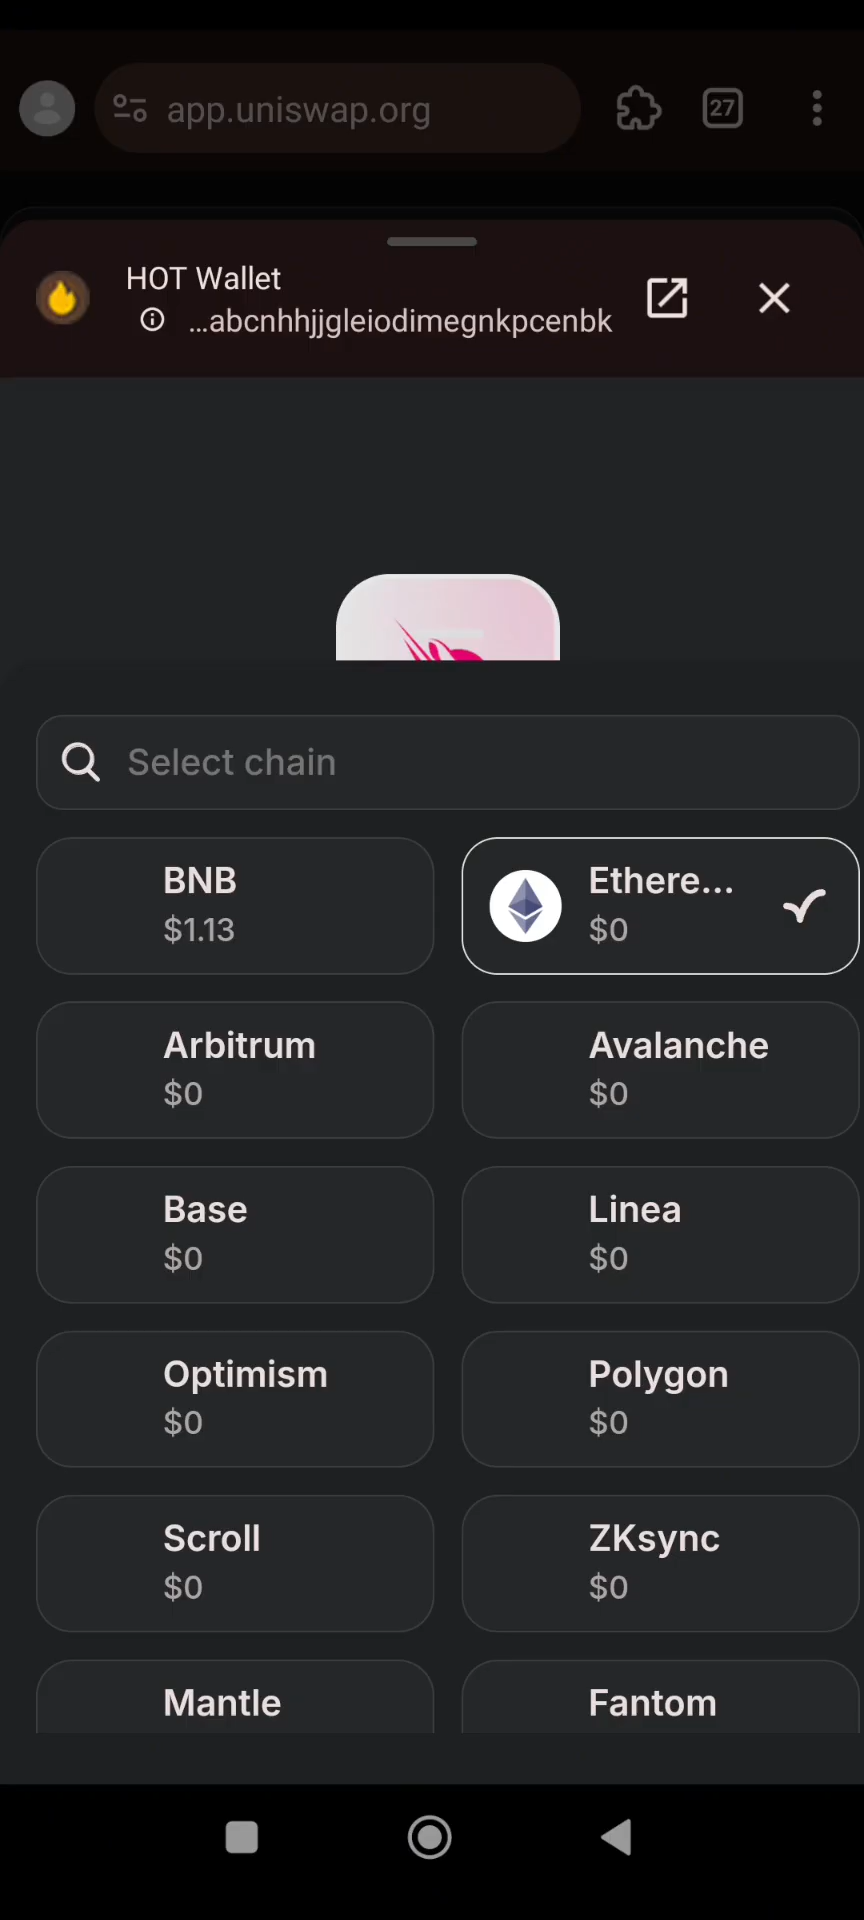 app.uniswap.org
27
HOT Wallet
...abcnhhjjgleiodimegnkpcenbk
Select chain
BNB
$1.13
Ethere...
$0
Arbitrum
$0
Avalanche
$0
Base
$0
Linea
$0
Optimism
$0
Polygon
$0
Scroll
$0
ZKsync
$0
Mantle
Fantom